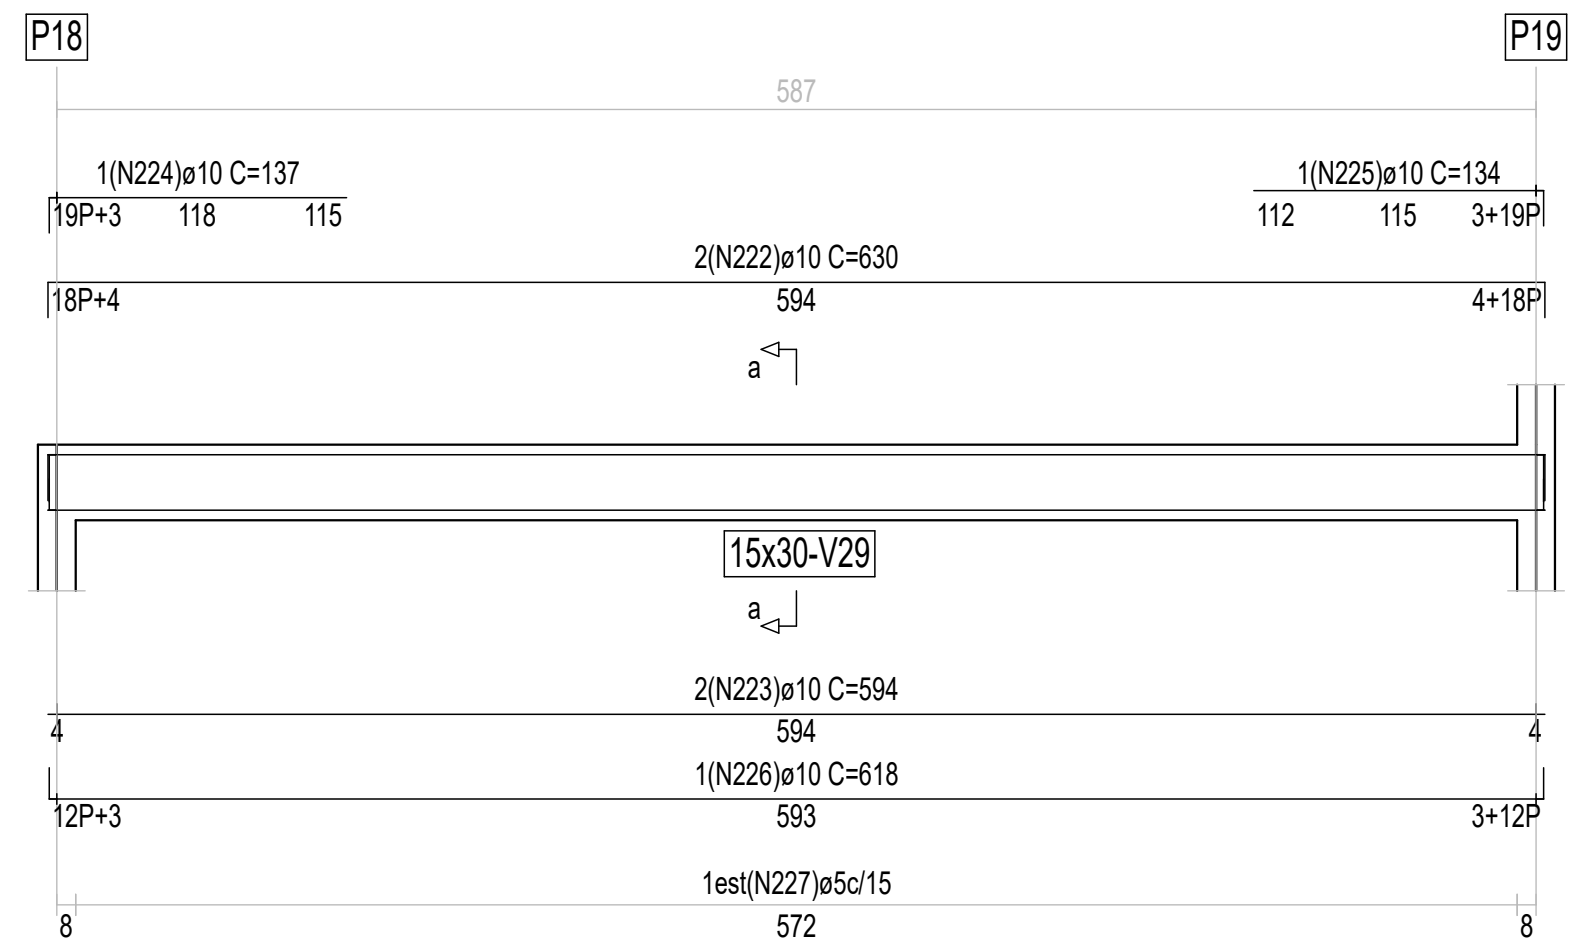 P18 P19
587
1(N224)ø10 C=137 1(N225)ø10 C=134
19P+3 118 115 112 115 3+19P
2(N222)ø10 C=630
18P+4 594 4+18P
a
15x30-V29
a
2(N223)ø10 C=594
4 594 4
1(N226)ø10 C=618
12P+3 593 3+12P
1est(N227)ø5c/15
8 572 8